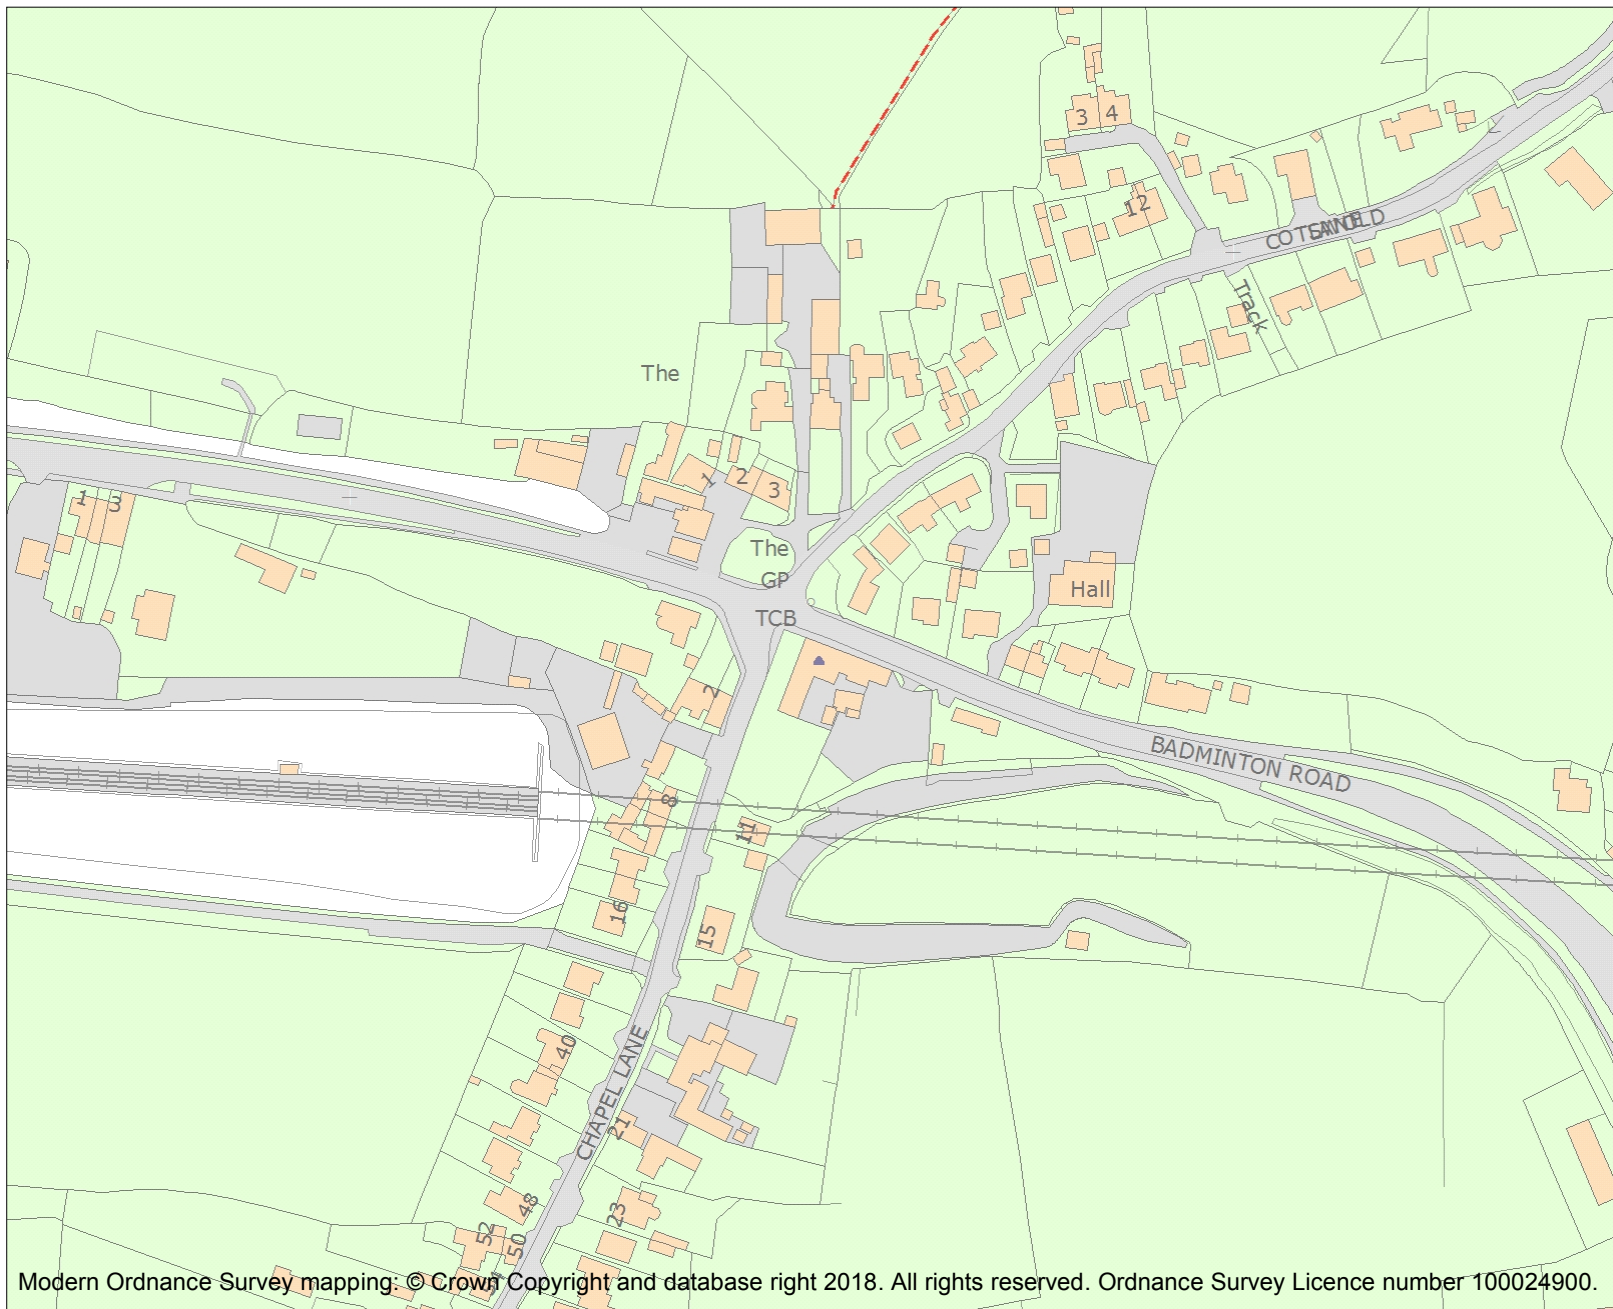 3 4
12
COTSWOLD
LANE
Track
The
1 3
1
2
3
The
GP
TCB
Hall
2
BADMINTON ROAD
8
11
16
15
40
CHAPEL LANE
21
48
23
52
50
54
Modern Ordnance Survey mapping: © Crown Copyright and database right 2018. All rights reserved. Ordnance Survey Licence number 100024900.